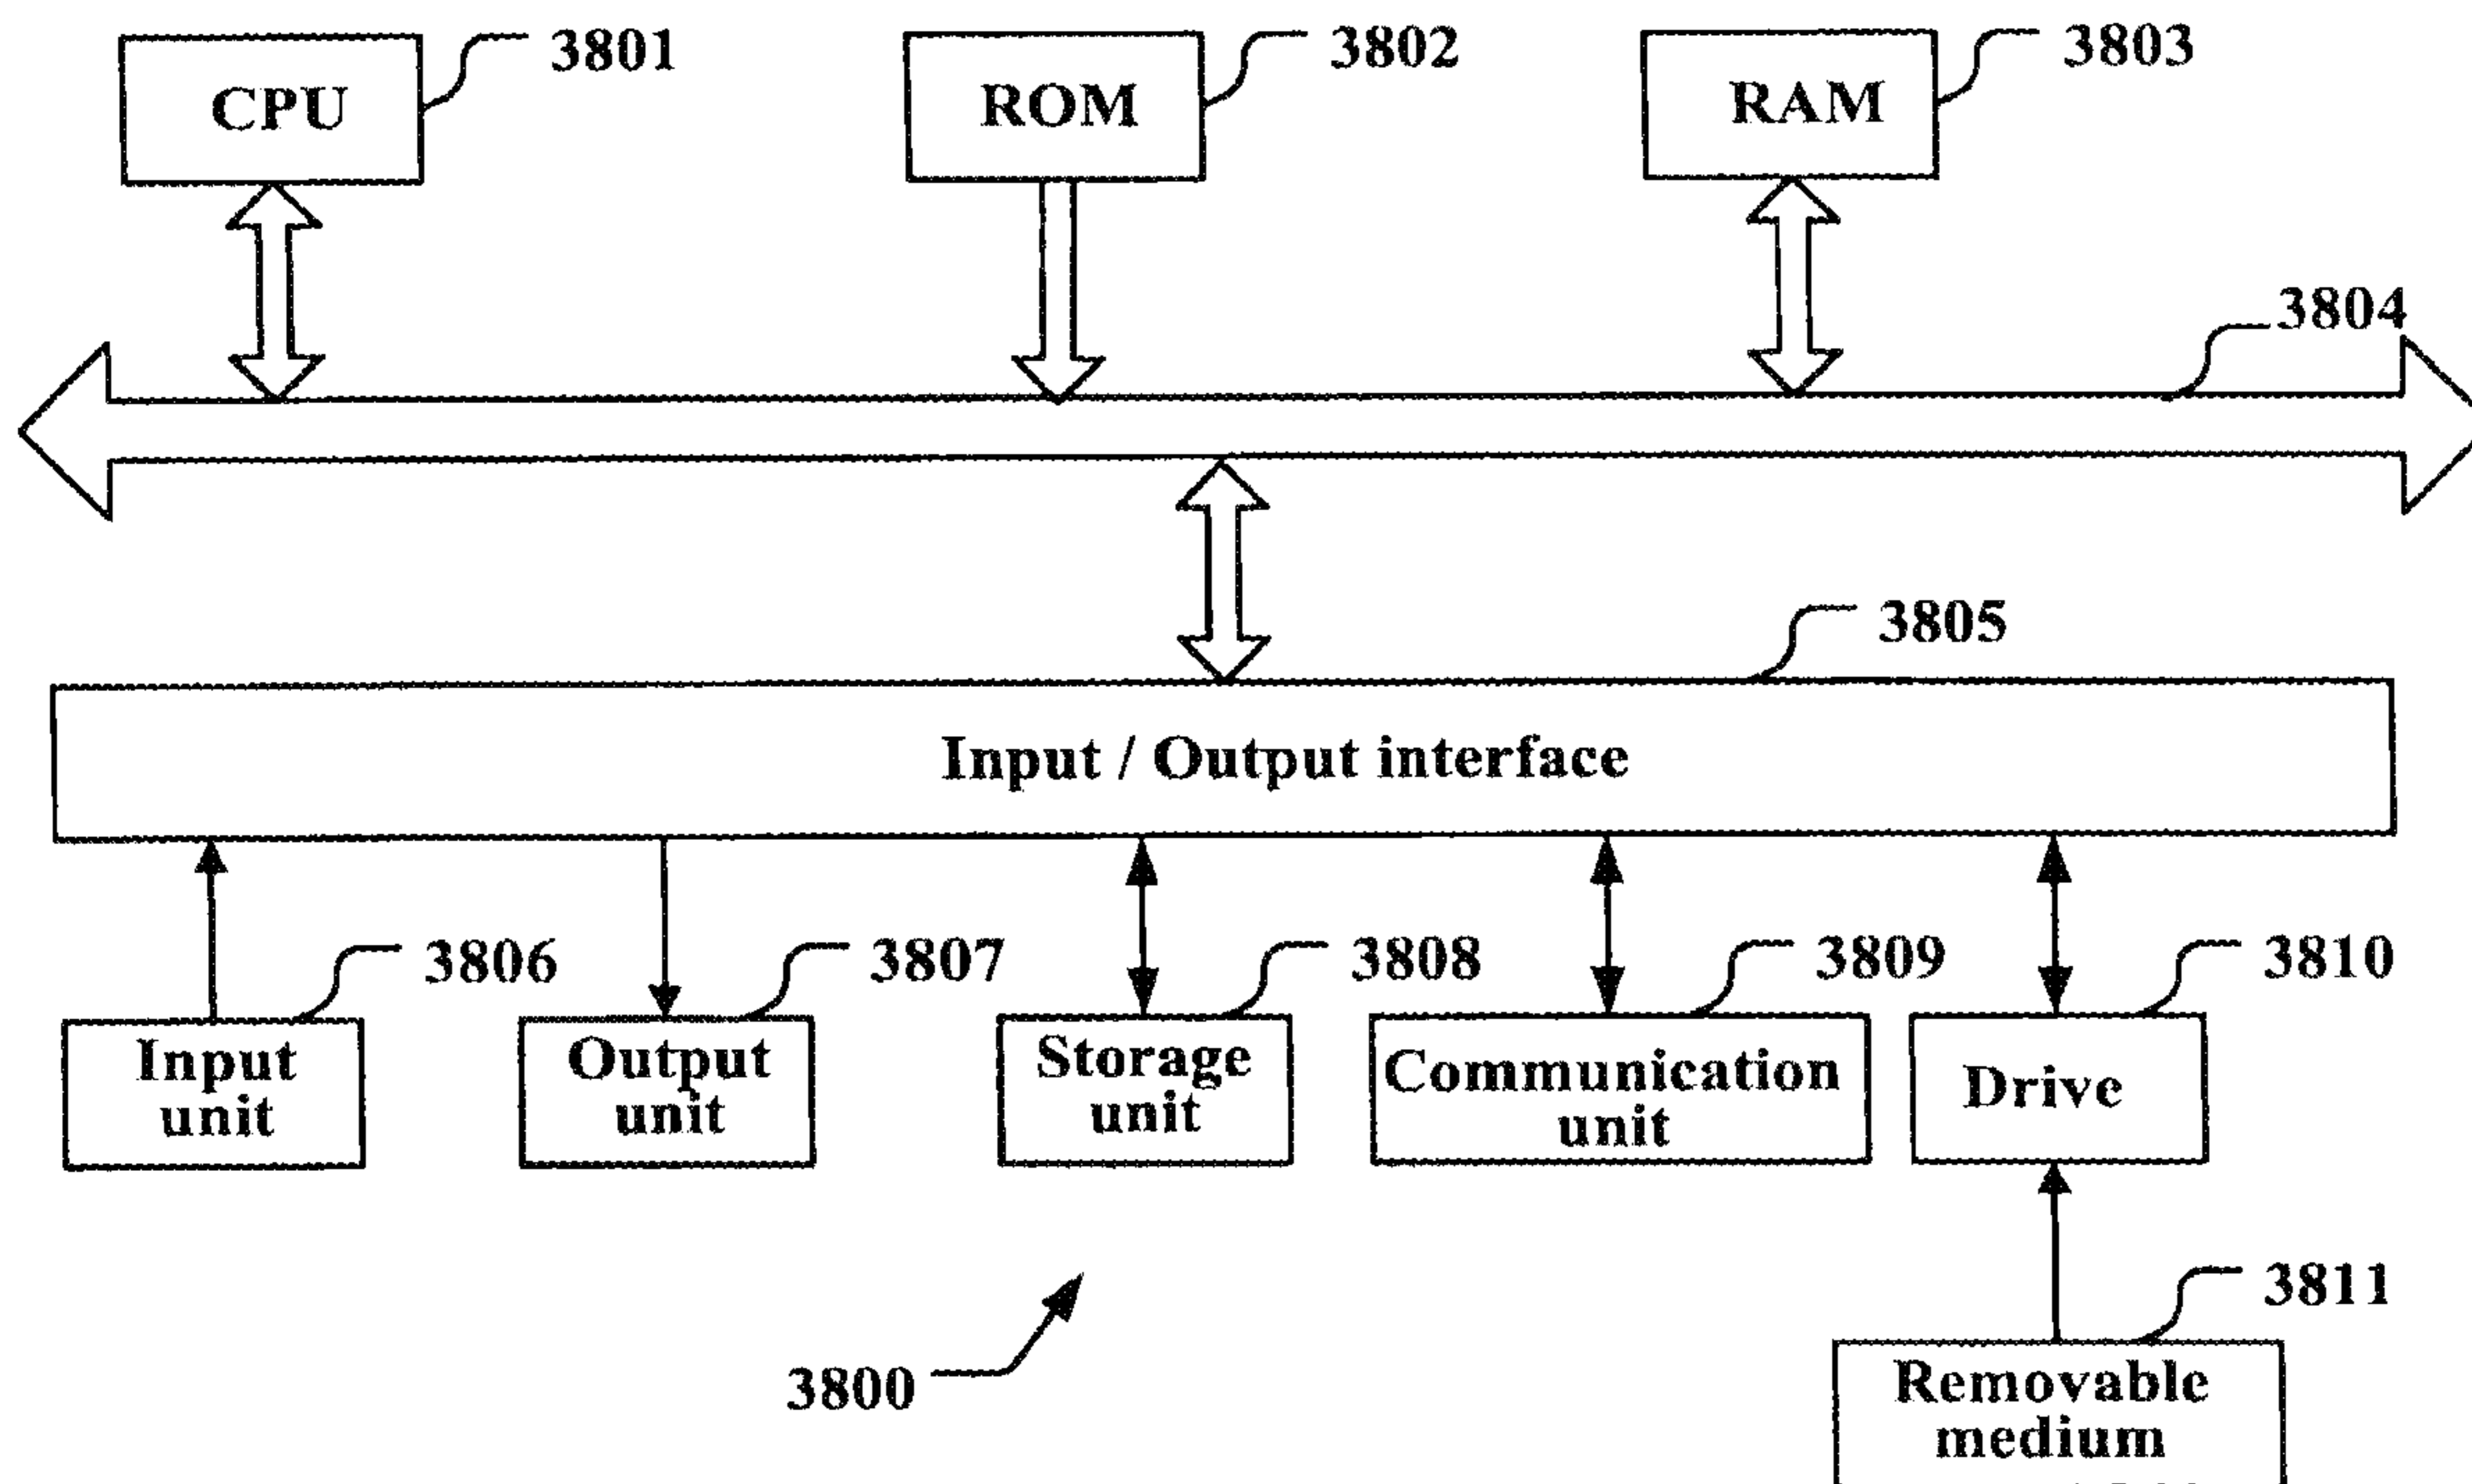 CPU
3801
ROM
3802
RAM
3803
3804
3805
Input / Output interface
3806
3807
3808
3809
3810
Input
unit
Output
unit
Storage
unit
Communication
unit
Drive
3811
3800
Removable
medium